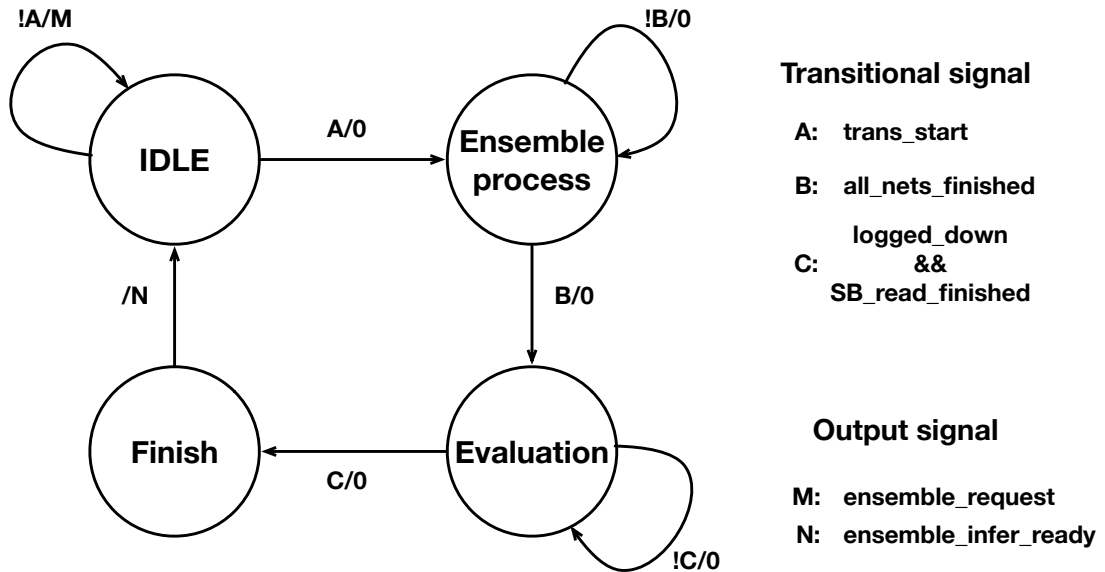 !A/M
!B/0
Transitional signal
A/0
IDLE
Ensemble
process
A: trans_start
B: all_nets_finished
logged_down
C: &&
SB_read_finished
/N
B/0
Output signal
Finish
Evaluation
C/0
M: ensemble_request
N: ensemble_infer_ready
!C/0